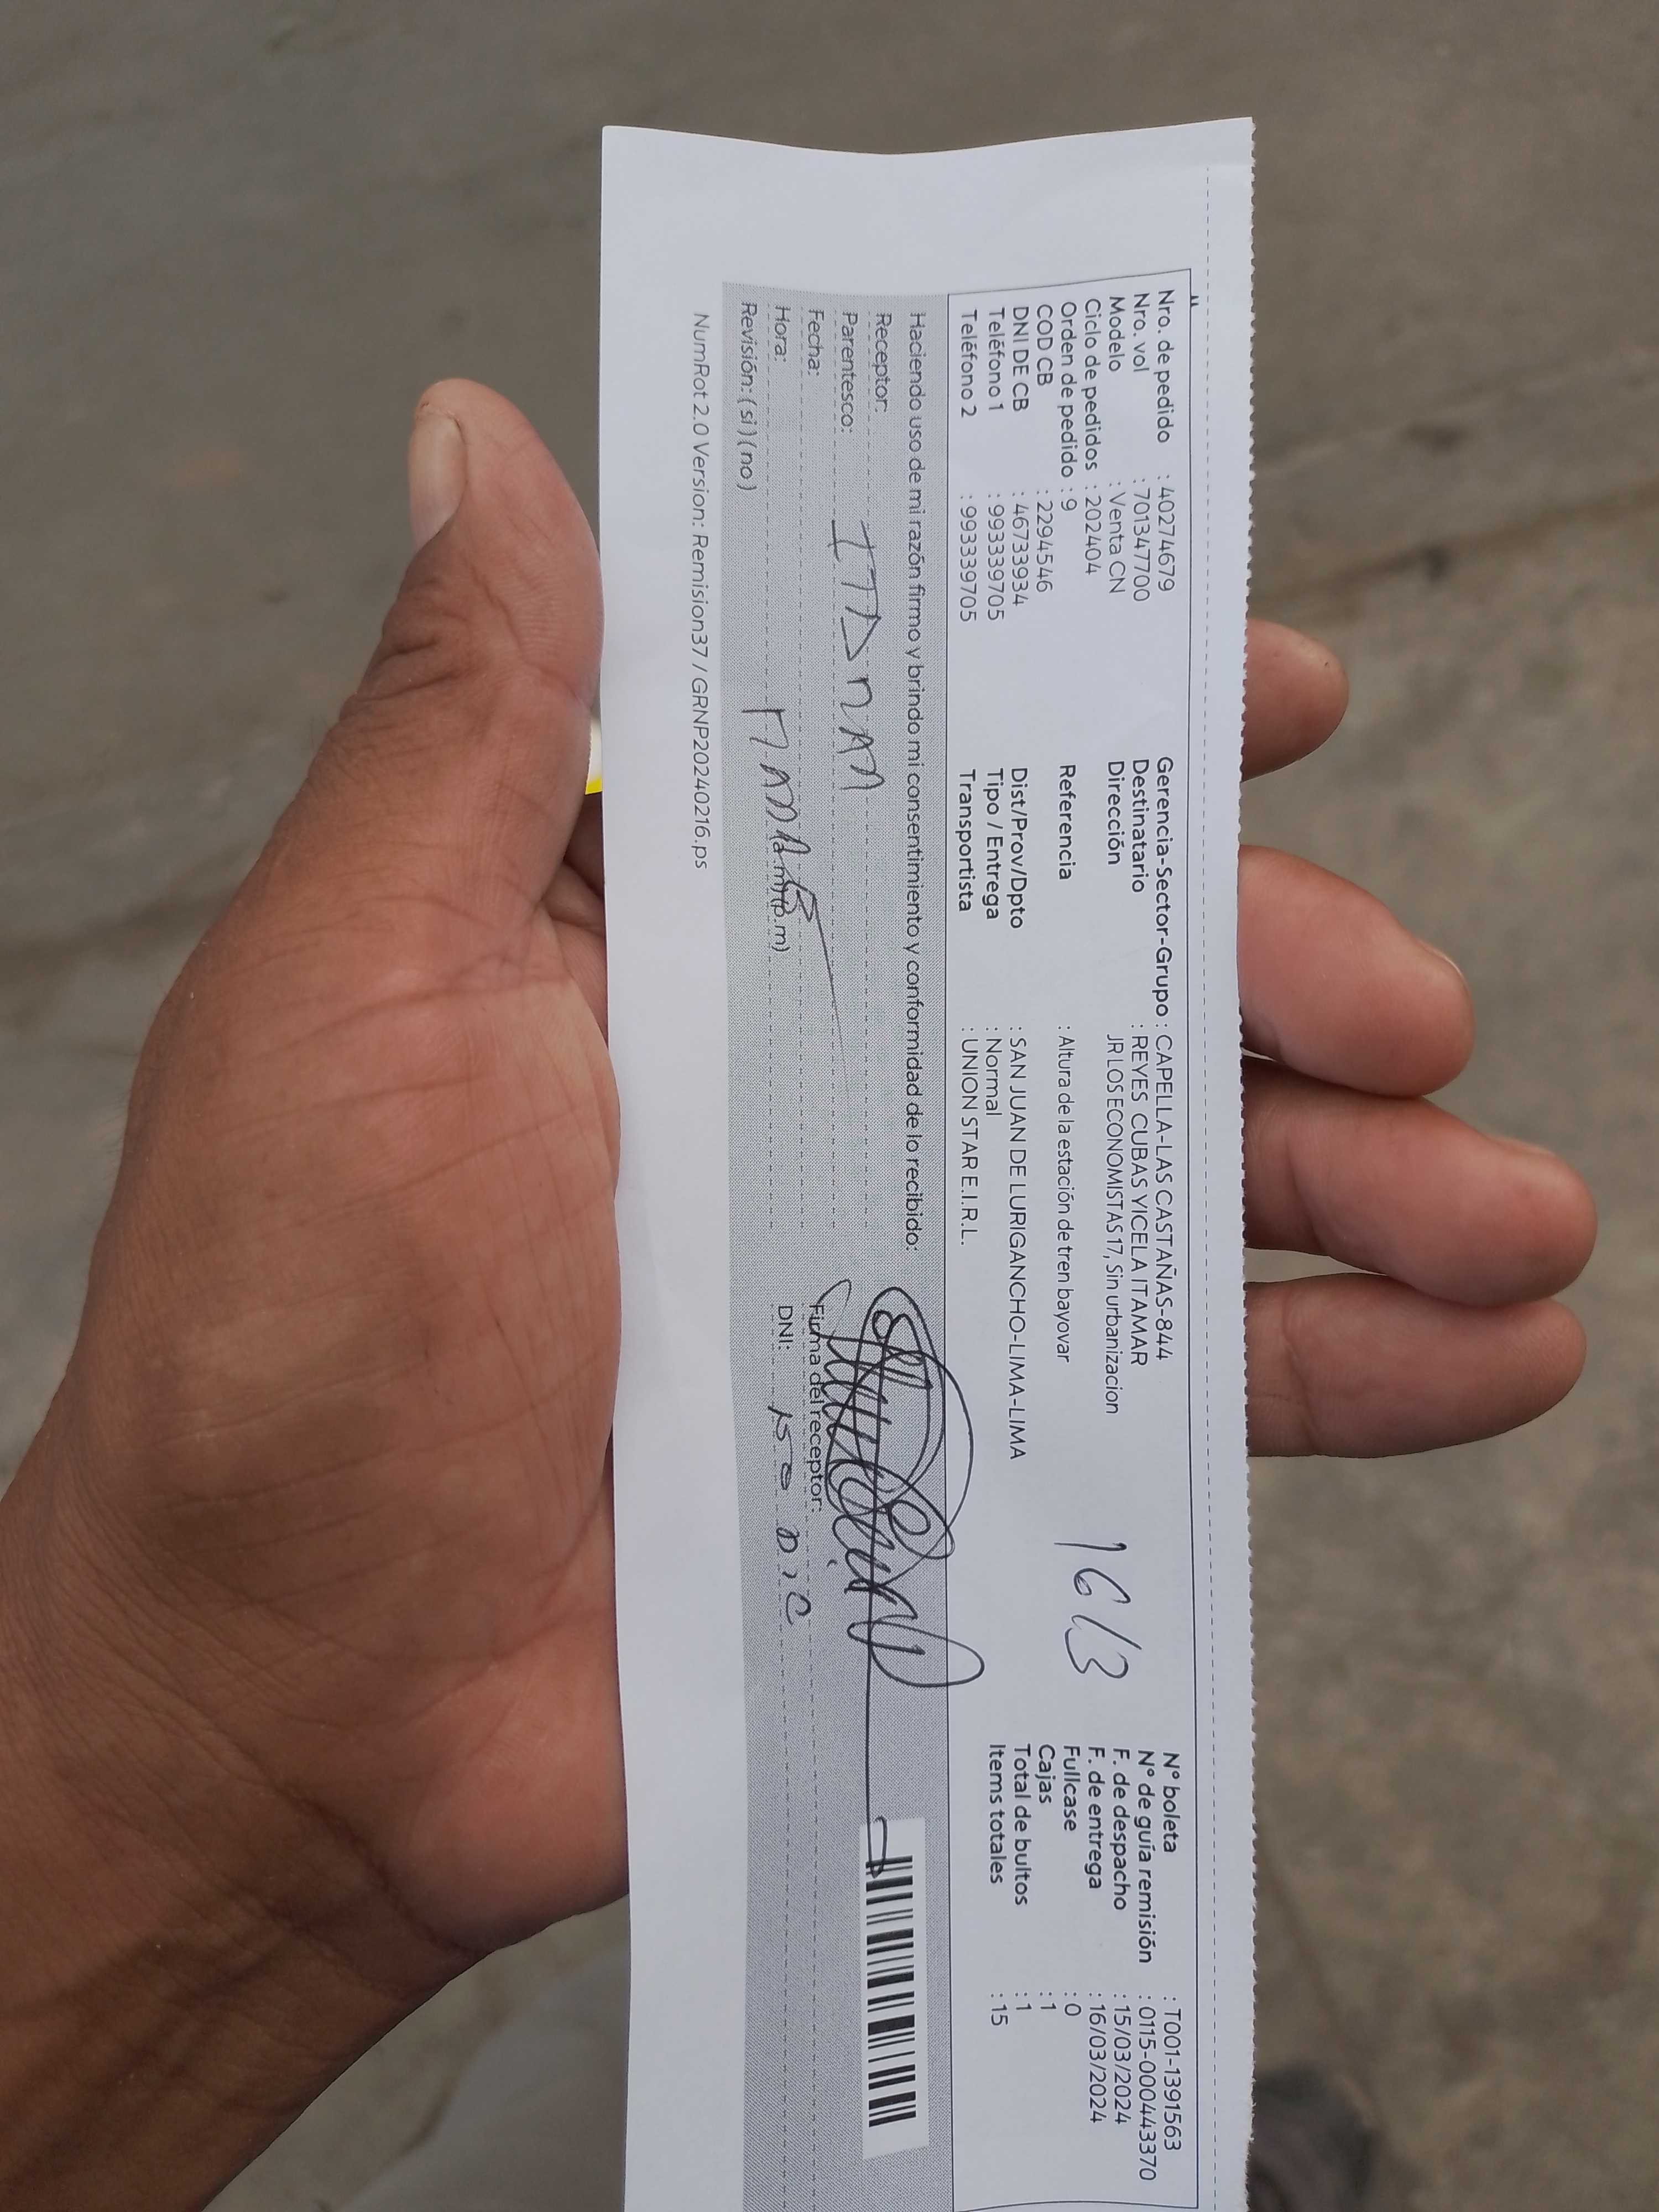 Nro. de pedido : 40274679
Nro. vol : 701347700
Modelo : Venta CN
Ciclo de pedidos : 202404
Orden de pedido : 9
COD CB : 2294546
DNI DE CB : 46733934
Teléfono 1 : 993339705
Teléfono 2 : 993339705
Gerencia-Sector-Grupo : CAPELLA-LAS CASTAÑAS-844
Destinatario : REYES CUBAS YICELA ITAMAR
Dirección JR LOS ECONOMISTAS 17, Sin urbanizacion
Referencia : Altura de la estación de tren bayovar
Dist/Prov/Dpto : SAN JUAN DE LURIGANCHO-LIMA-LIMA
Tipo / Entrega : Normal
Transportista : UNION STAR E.I.R.L.
16/3
N° boleta : T001-1391563
N° de guía remisión : 0115-000443370
F. de despacho : 15/03/2024
F. de entrega : 16/03/2024
Fullcase : 0
Cajas : 1
Total de bultos : 1
Items totales : 15
Haciendo uso de mi razón firmo y brindo mi consentimiento y conformidad de lo recibido:
Receptor:
Parentesco:
Fecha:
Hora:
Revisión: ( si ) ( no )
Firma del receptor:
DNI:
NumRot 2.0 Version: Remision37 / GRNP20240216.ps